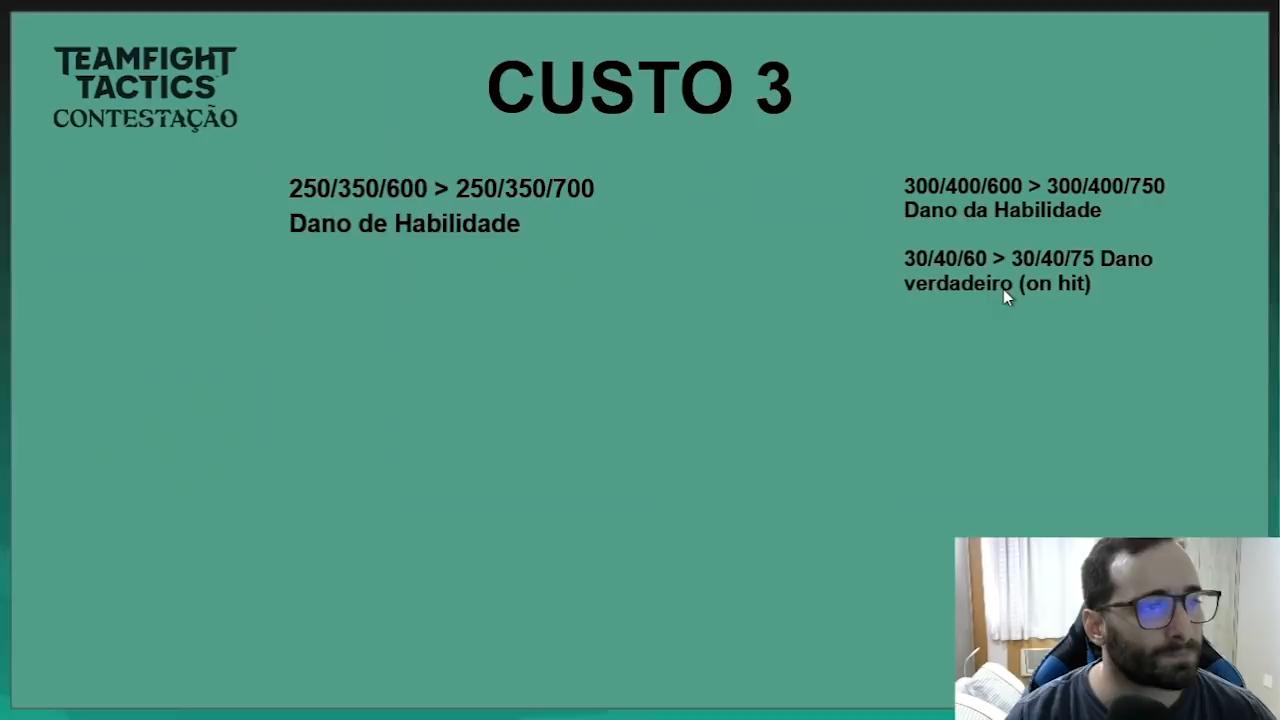 TEAMFIGHT
TACTICS
CONTESTAÇÃO
CUSTO 3
250/350/600 > 250/350/700
Dano de Habilidade
300/400/600 > 300/400/750
Dano da Habilidade
30/40/60 > 30/40/75 Dano
verdadeiro (on hit)